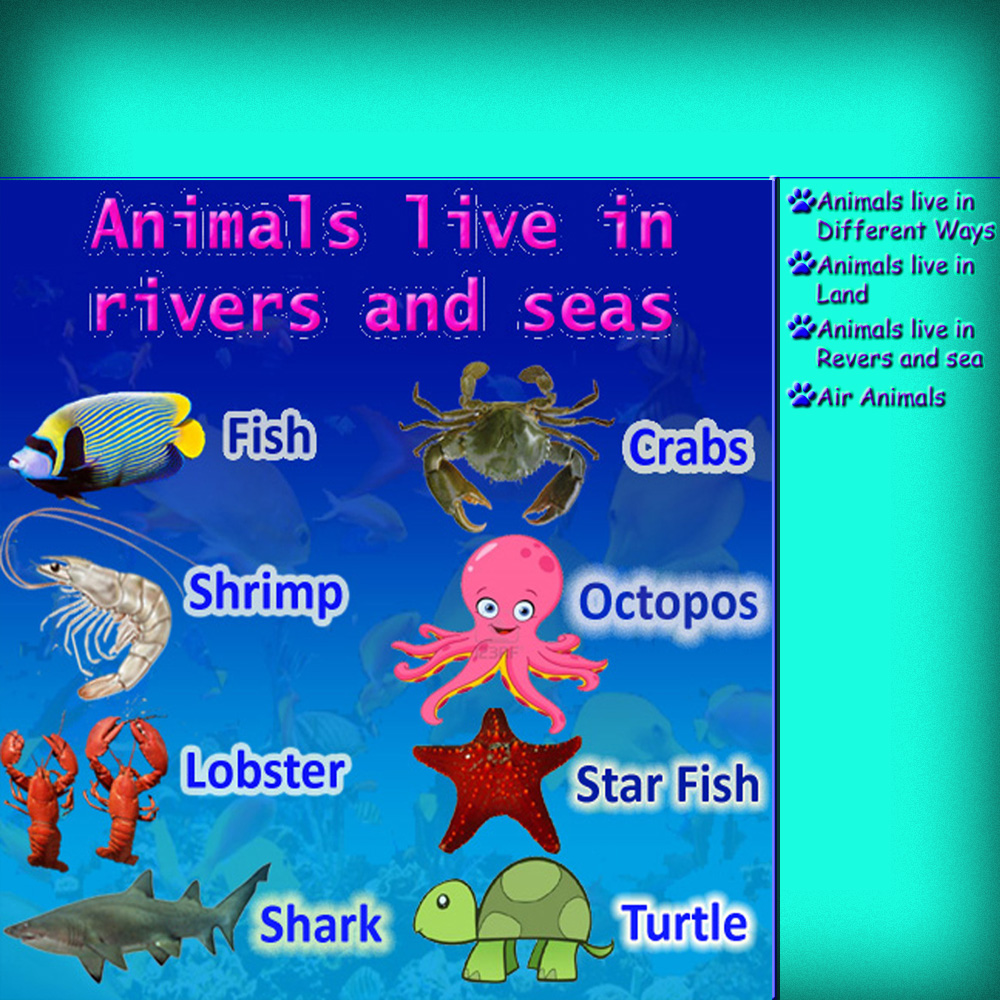 Animals live in
rivers and seas
Fish
Crabs
Shrimp
Octopos
Lobster
Star Fish
Shark
Turtle
Animals live in
Different Ways
Animals live in
Land
Animals live in
Revers and sea
Air Animals